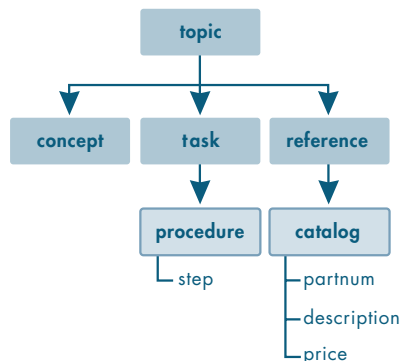 topic
concept
task
reference
procedure
catalog
step
partnum
description
price